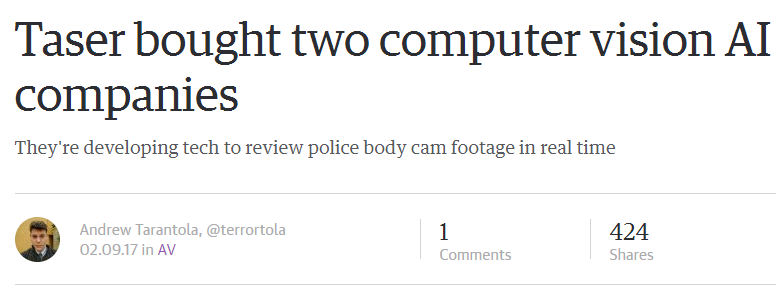 Taser bought two computer vision AI
companies
They're developing tech to review police body cam footage in real time
Andrew Tarantola, @terrortola
02.09.17 in AV
1
Comments
424
Shares